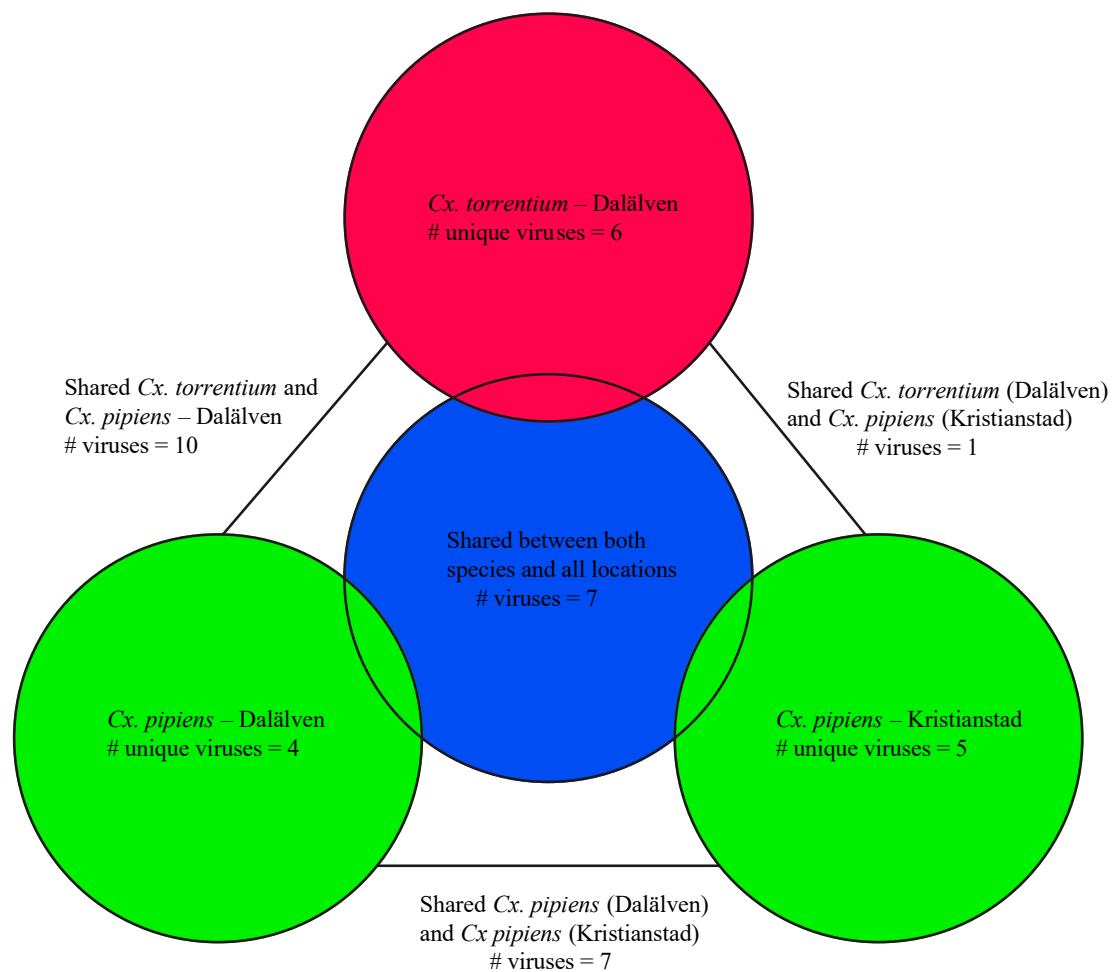 Cx. torrentium – Dalälven
# unique viruses = 6
Shared Cx. torrentium and
Cx. pipiens – Dalälven
# viruses = 10
Shared Cx. torrentium (Dalälven)
and Cx. pipiens (Kristianstad)
# viruses = 1
Shared between both
species and all locations
# viruses = 7
Cx. pipiens – Dalälven
# unique viruses = 4
Cx. pipiens – Kristianstad
# unique viruses = 5
Shared Cx. pipiens (Dalälven)
and Cx pipiens (Kristianstad)
# viruses = 7